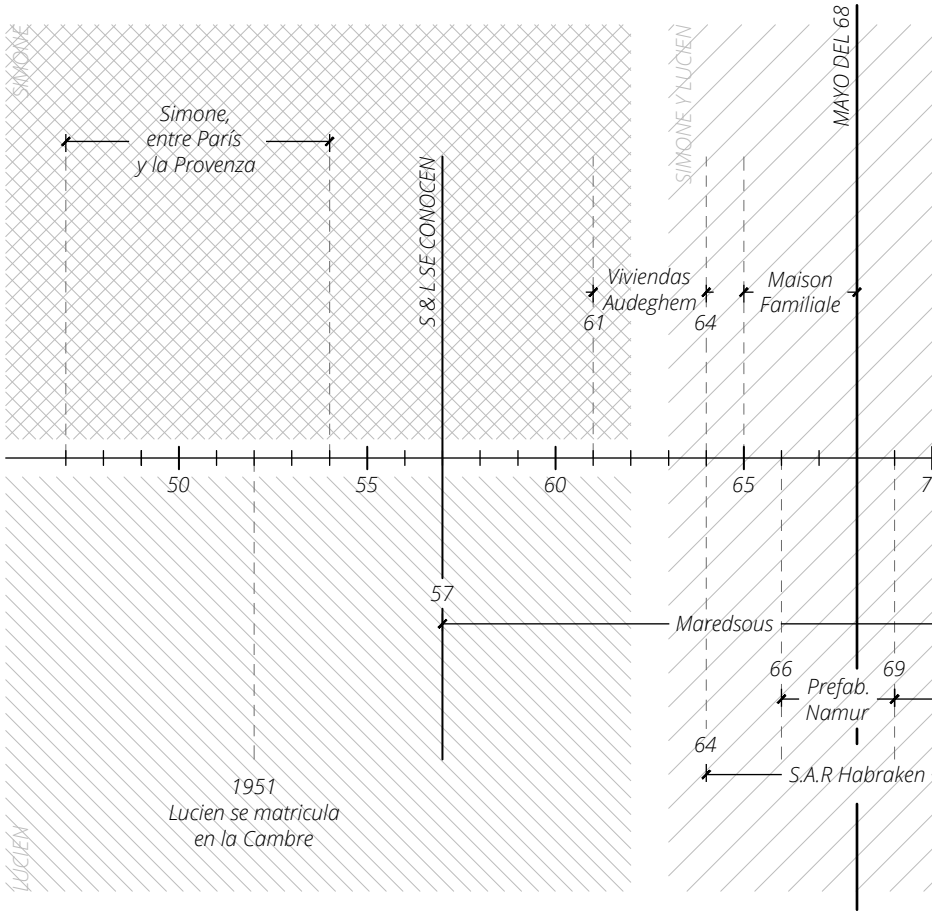 SIMONE
SIMONE Y LUCIEN
MAYO DEL 68
Simone,
entre París
y la Provenza
S & L SE CONOCEN
Viviendas
Audeghem
61
64
Maison
Familiale
50
55
60
65
7
57
Maredsous
66
69
Prefab.
Namur
64
S.A.R Habraken
1951
Lucien se matricula
en la Cambre
LUCIEN